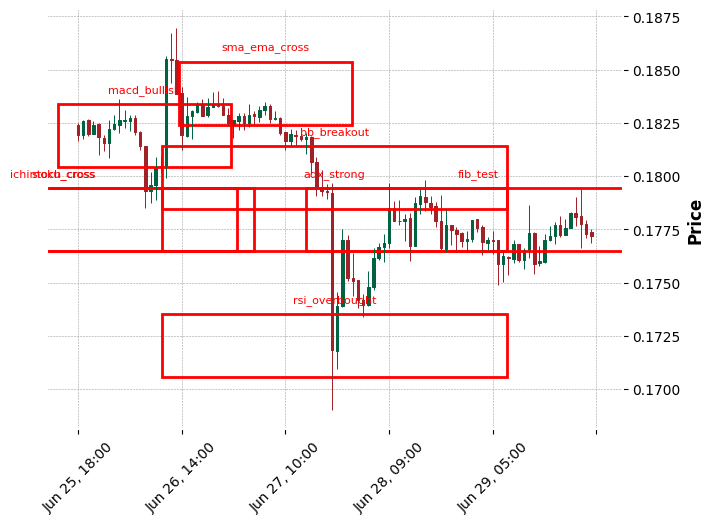 0.1875
sma_ema_cross
0.1850
macd_bullish
0.1825
bb_breakout
stoch_cross
adx_strong
fib_test
0.1800
0.1775
Price
0.1750
rsi_overbought
0.1725
0.1700
Jun 25, 18:00
Jun 26, 14:00
Jun 27, 10:00
Jun 28, 09:00
Jun 29, 05:00